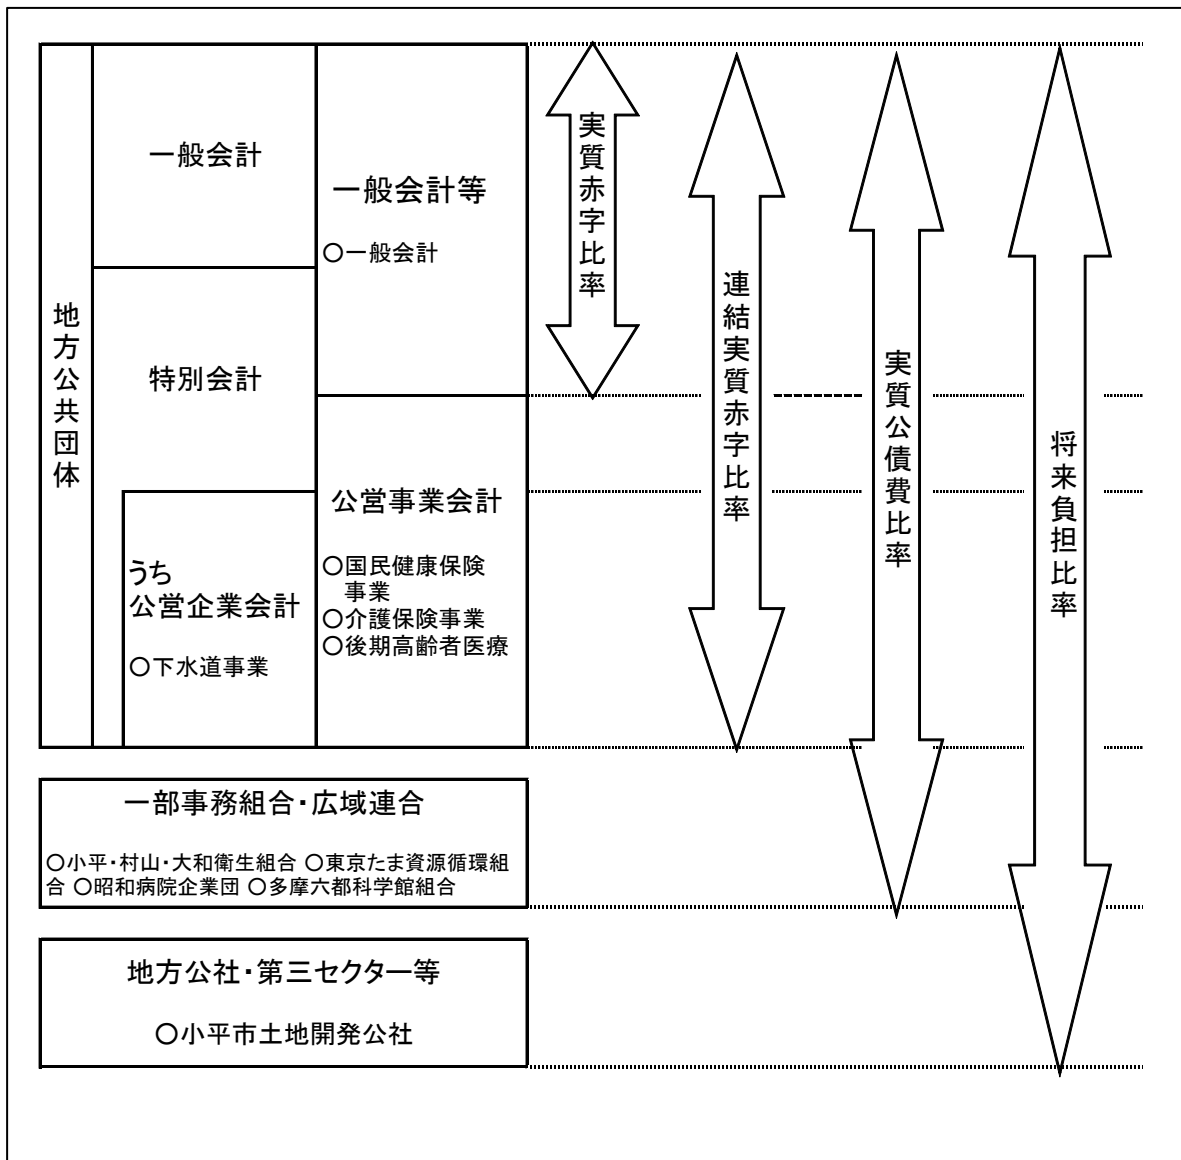 地方公共団体
一般会計
特別会計
うち
公営企業会計
○下水道事業
一般会計等
○一般会計
公営事業会計
○国民健康保険
事業
○介護保険事業
○後期高齢者医療
実質赤字比率
連結実質赤字比率
実質公債費比率
将来負担比率
一部事務組合・広域連合
○小平・村山・大和衛生組合 ○東京たま資源循環組
合 ○昭和病院企業団 ○多摩六都科学館組合
地方公社・第三セクター等
○小平市土地開発公社